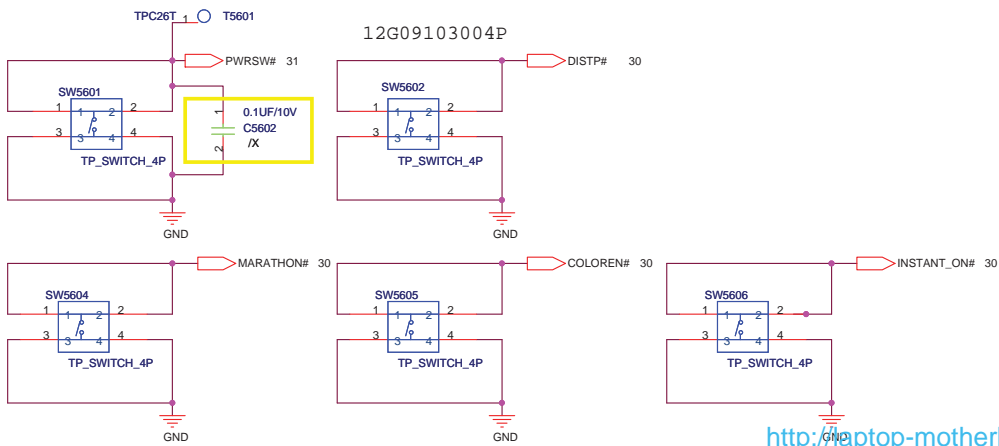 TPC26T 1 T5601
12G09103004P
PWRSW# 31
DISTP# 30
SW5601
1 1 2 2
3 3 4 4
TP_SWITCH_4P
1 0.1UF/10V
C5602
2 /X
SW5602
1 1 2 2
3 3 4 4
TP_SWITCH_4P
GND
GND
MARATHON# 30
COLOREN# 30
INSTANT_ON# 30
SW5604
1 1 2 2
3 3 4 4
TP_SWITCH_4P
SW5605
1 1 2 2
3 3 4 4
TP_SWITCH_4P
SW5606
1 1 2 2
3 3 4 4
TP_SWITCH_4P
GND
GND
GND
http://laptop-motherb